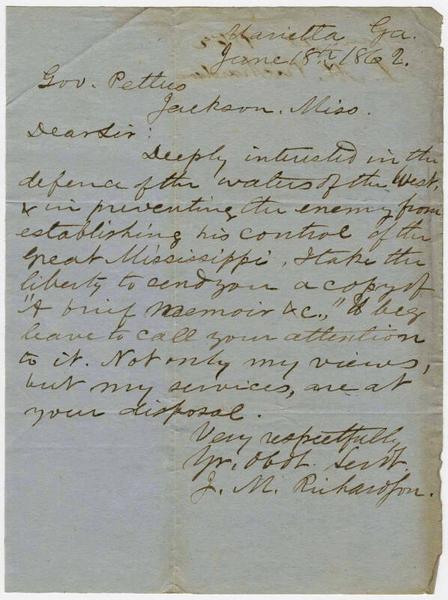 Marietta Ga.
June 18th, 1862.
Gov. Pettus
Jackson. Miss.
Dear Sir:
Deeply interested in the
defence of the waters of the West
& in preventing the enemy from
establishing his control of the
Great Mississippi, I take the
liberty to send you a copy of
"A brief Memoir &c.," & beg
leave to call your attention
to it. Not only my views,
but my services, are at
your disposal.
Very respectfully
Yr. Obdt. Servt.
J. M. Richardson.